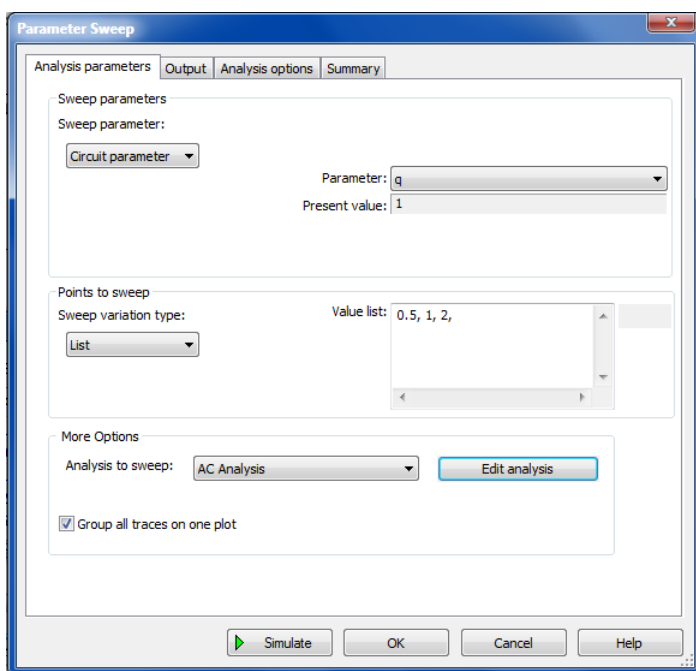 Parameter Sweep
Analysis parameters Output Analysis options Summary
Sweep parameters
Sweep parameter:
Circuit parameter
Parameter: q
Present value: 1
Points to sweep
Sweep variation type:
Value list: 0.5, 1, 2,
List
More Options
Analysis to sweep: AC Analysis Edit analysis
Group all traces on one plot
Simulate OK Cancel Help